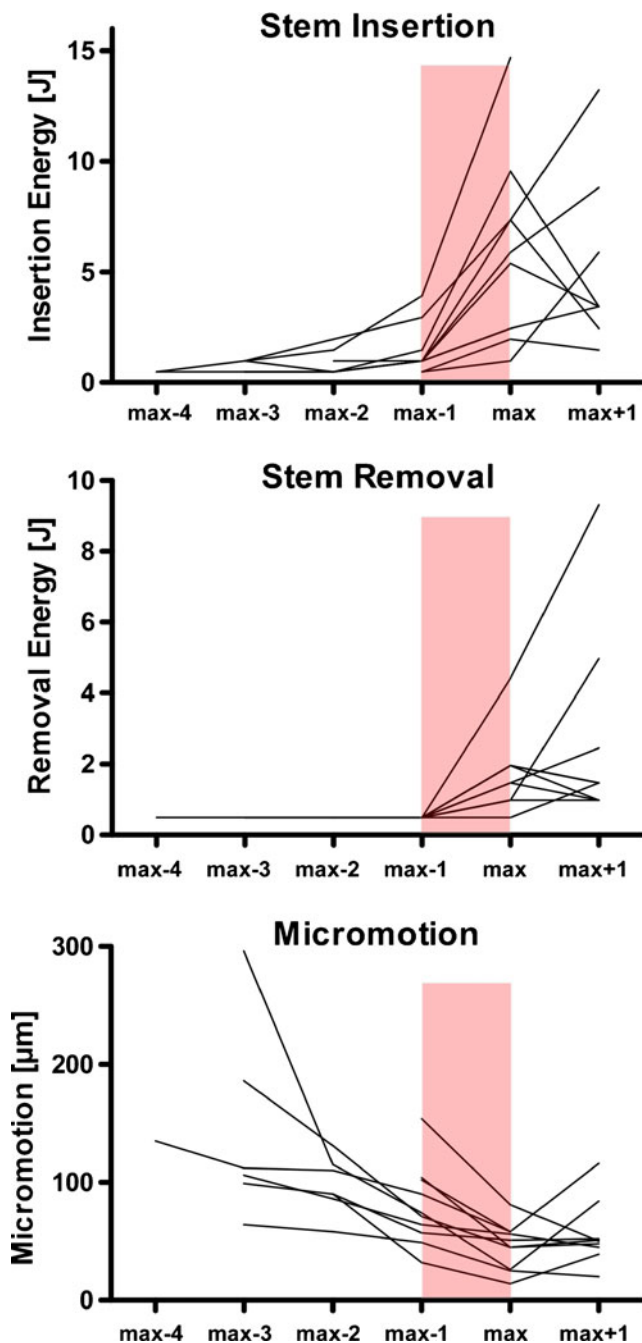 Stem Insertion
Insertion Energy [J]
15
10
5
0
max-4 max-3 max-2 max-1 max max+1
Stem Removal
Removal Energy [J]
10
8
6
4
2
0
max-4 max-3 max-2 max-1 max max+1
Micromotion
Micromotion [µm]
300
200
100
0
max-4 max-3 max-2 max-1 max max+1